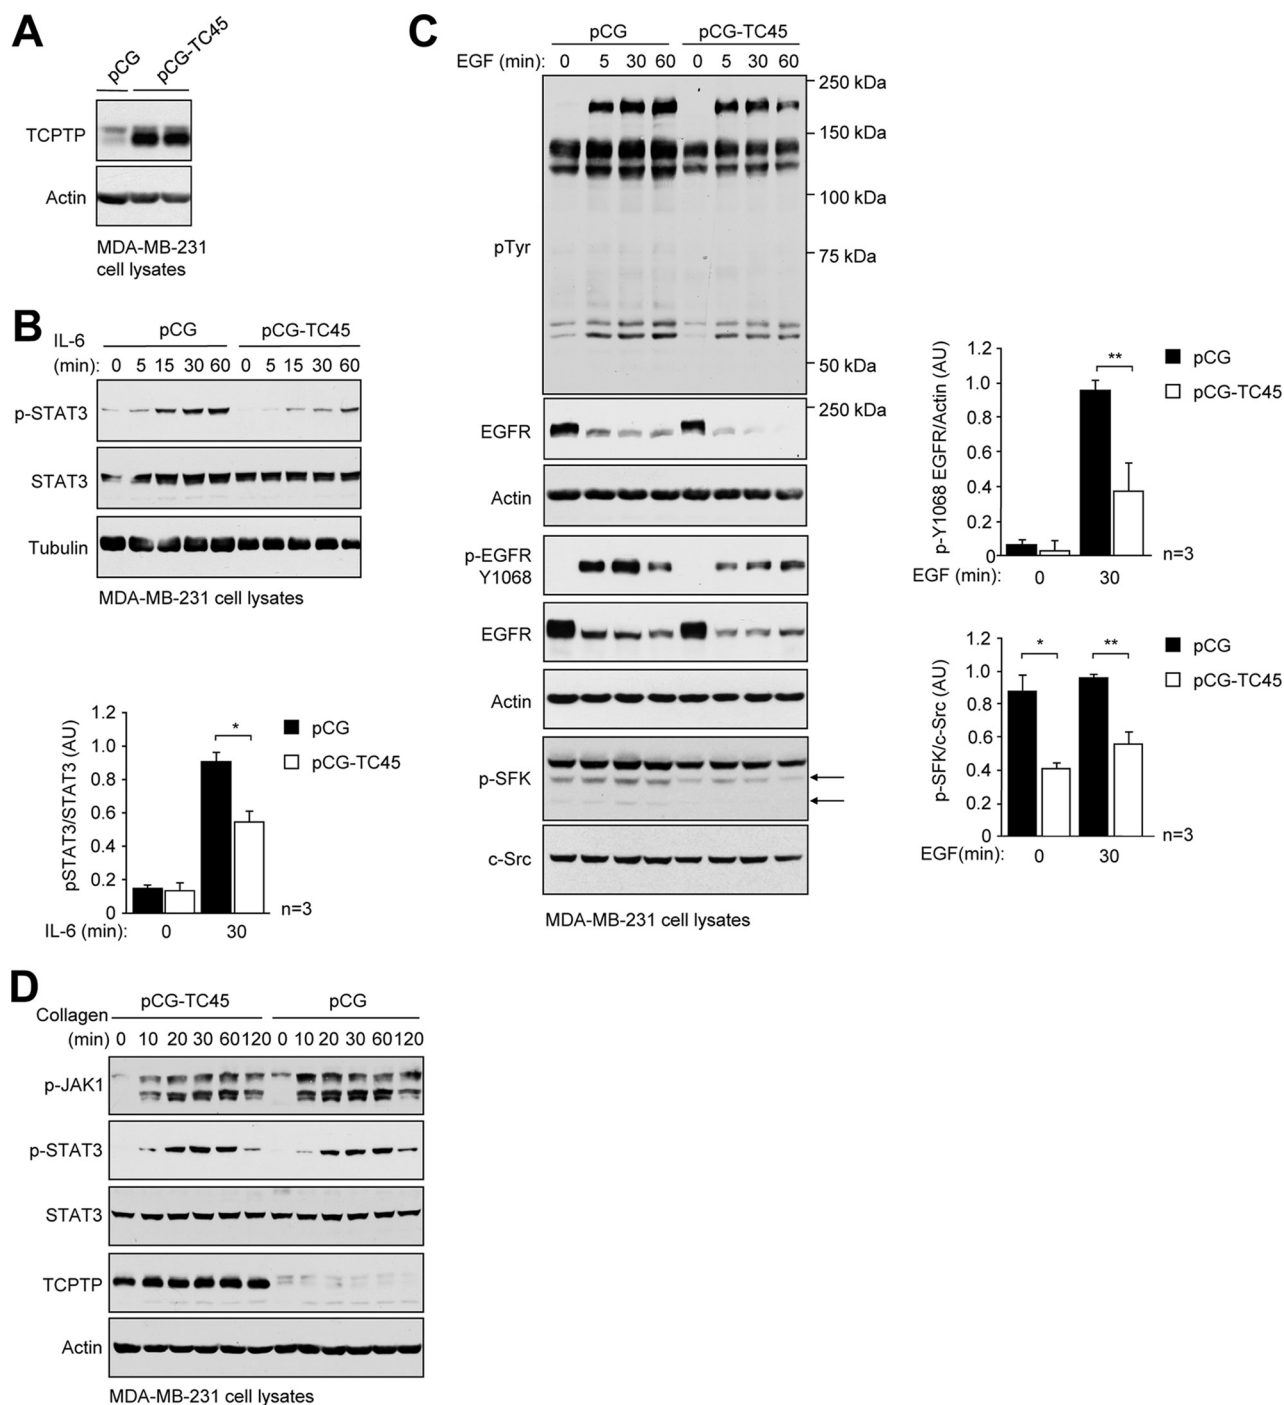 A
pCG
pCG-TC45
TCPTP
Actin
MDA-MB-231
cell lysates
B
IL-6
pCG
pCG-TC45
(min):
0 5 15 30 60 0 5 15 30 60
p-STAT3
STAT3
Tubulin
MDA-MB-231 cell lysates
pSTAT3/STAT3 (AU)
1.2
1.0
0.8
0.6
0.4
0.2
0
*
pCG
pCG-TC45
n=3
IL-6 (min):
0
30
C
pCG
pCG-TC45
EGF (min):
0 5 30 60 0 5 30 60
250 kDa
150 kDa
100 kDa
75 kDa
50 kDa
pTyr
250 kDa
EGFR
Actin
p-EGFR
Y1068
EGFR
Actin
p-SFK
c-Src
MDA-MB-231 cell lysates
p-Y1068 EGFR/Actin (AU)
1.2
1.0
0.8
0.6
0.4
0.2
0
**
pCG
pCG-TC45
n=3
EGF (min):
0
30
p-SFK/c-Src (AU)
1.2
1.0
0.8
0.6
0.4
0.2
0
*
**
pCG
pCG-TC45
n=3
EGF(min):
0
30
D
Collagen
pCG-TC45
pCG
(min)
0 10 20 30 60 120 0 10 20 30 60 120
p-JAK1
p-STAT3
STAT3
TCPTP
Actin
MDA-MB-231 cell lysates